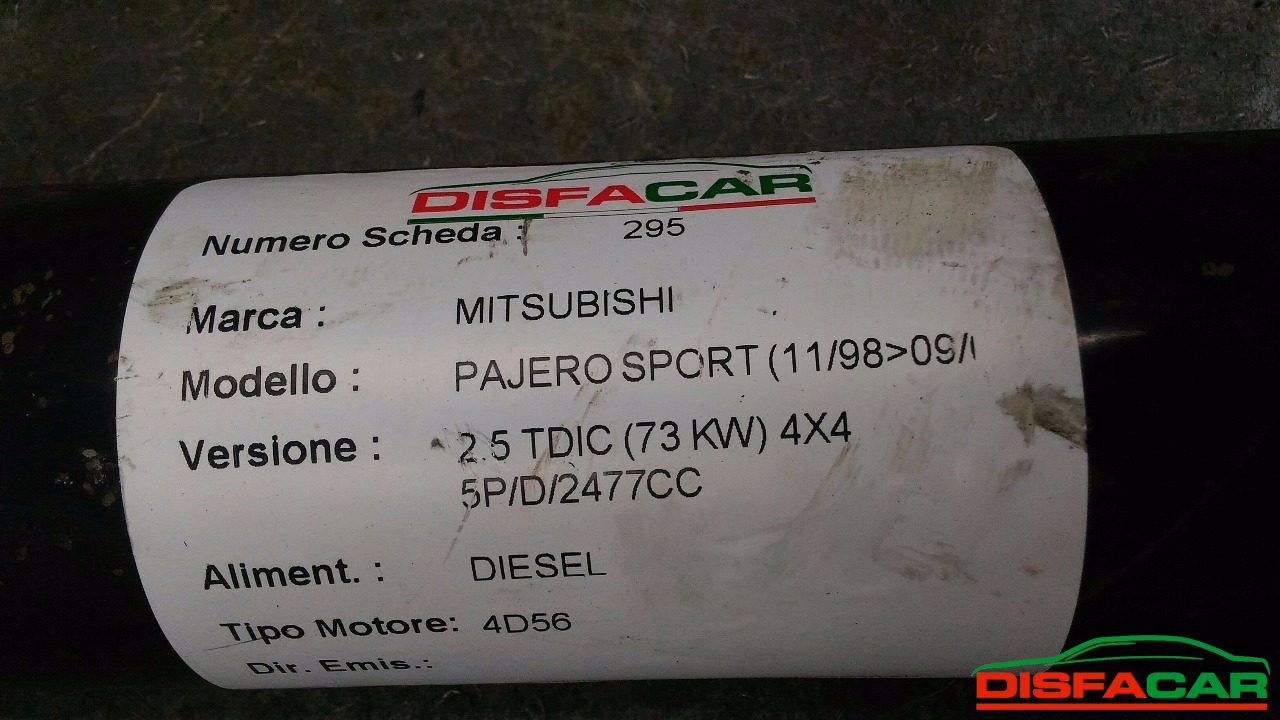 DISFACAR
Numero Scheda : 295
Marca : MITSUBISHI
Modello : PAJERO SPORT (11/98>09/
Versione : 2.5 TDIC (73 KW) 4X4
5P/D/2477CC
Aliment. : DIESEL
Tipo Motore: 4D56
Dir. Emis.:
DISFACAR